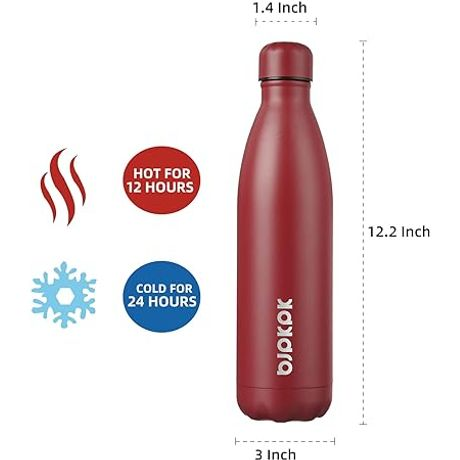 1.4 Inch
HOT FOR
12 HOURS
12.2 Inch
COLD FOR
24 HOURS
bjpkpk
3 Inch